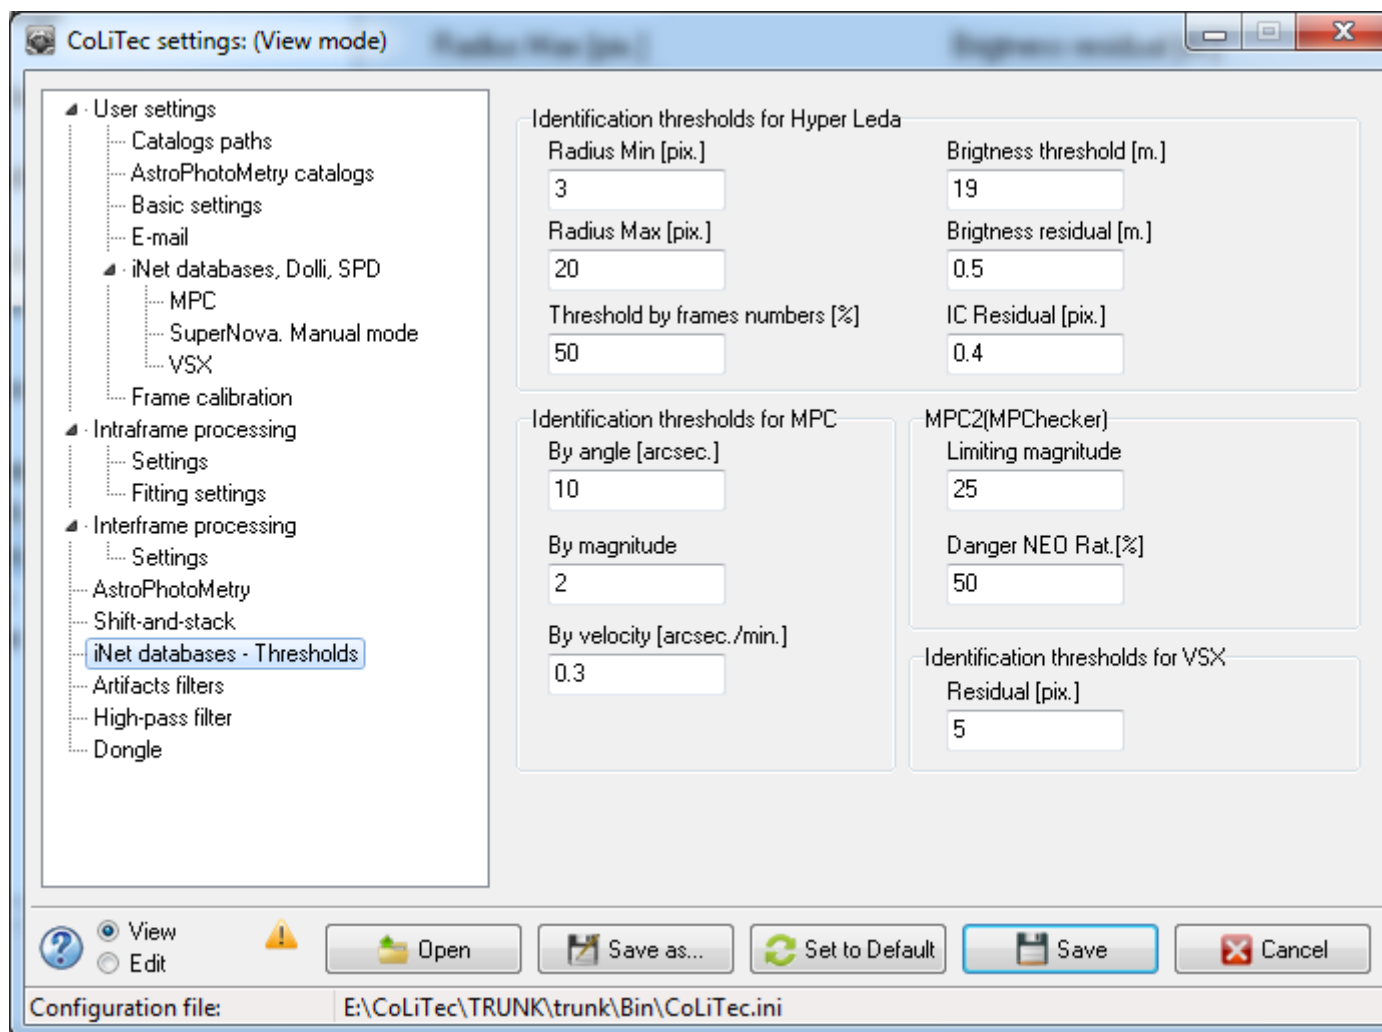 CoLiTec settings: (View mode)
Radius Max [pix.]
Brigtness residual [
User settings
Catalogs paths
AstroPhotoMetry catalogs
Basic settings
E-mail
iNet databases, Dolli, SPD
MPC
SuperNova. Manual mode
VSX
Frame calibration
Intraframe processing
Settings
Fitting settings
Interframe processing
Settings
AstroPhotoMetry
Shift-and-stack
iNet databases - Thresholds
Artifacts filters
High-pass filter
Dongle
Identification thresholds for Hyper Leda
Radius Min [pix.]
3
Brigtness threshold [m.]
19
Radius Max [pix.]
20
Brigtness residual [m.]
0.5
Threshold by frames numbers [%]
50
IC Residual [pix.]
0.4
Identification thresholds for MPC
By angle [arcsec.]
10
By magnitude
2
By velocity [arcsec./min.]
0.3
MPC2(MPChecker)
Limiting magnitude
25
Danger NEO Rat.[%]
50
Identification thresholds for VSX
Residual [pix.]
5
View
Edit
Open
Save as...
Set to Default
Save
Cancel
Configuration file: E:\CoLiTec\TRUNK\trunk\Bin\CoLiTec.ini